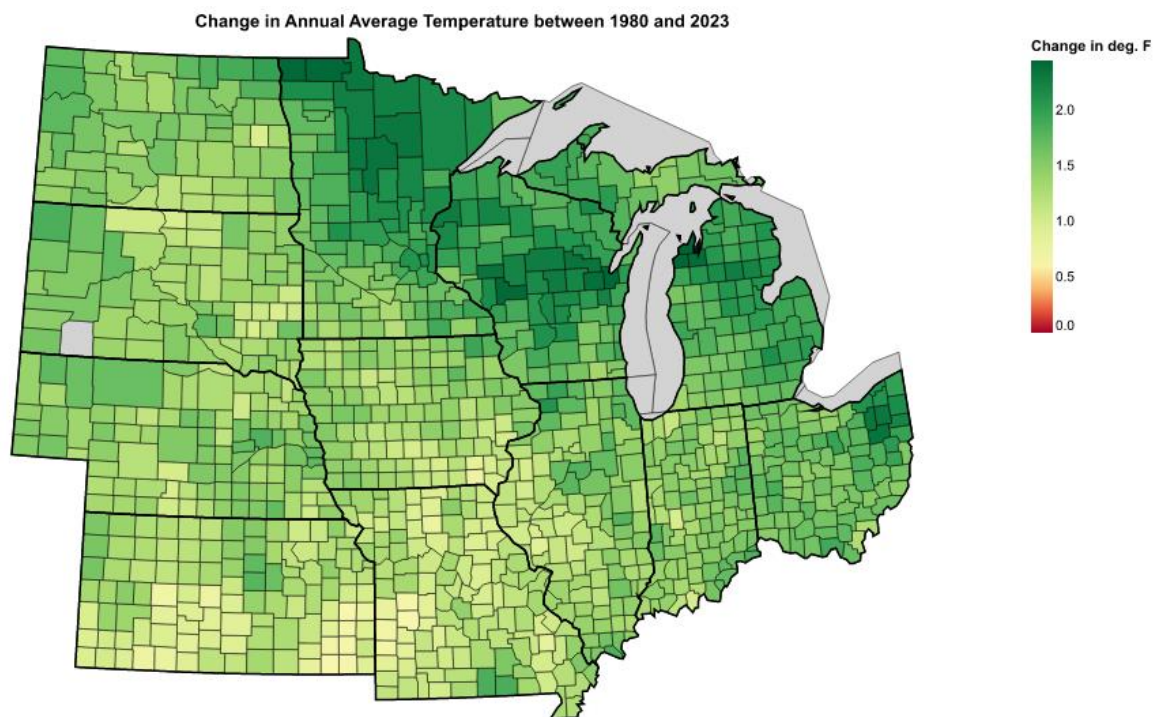 Change in Annual Average Temperature between 1980 and 2023
Change in deg. F
2.0
1.5
1.0
0.5
0.0